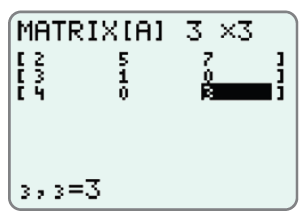 MATRIX[A] 3 ×3
[ 2 5 7 ]
[ 3 1 0 ]
[ 4 0 3 ]
3,3=3